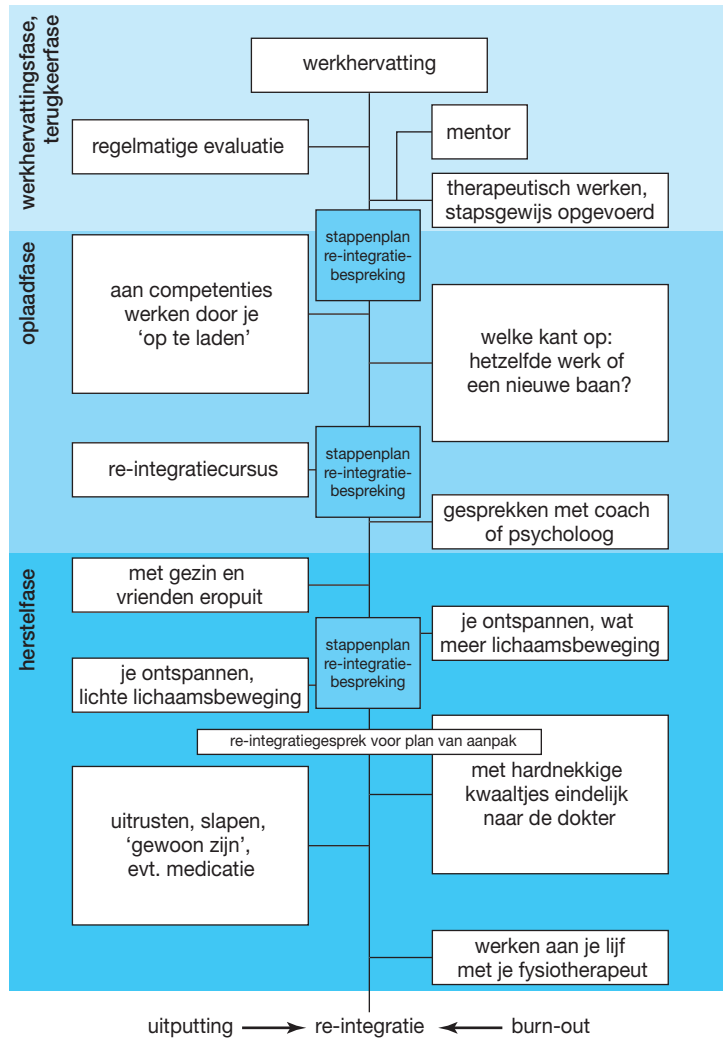 werkhervattingsfase,
terugkeerfase
werkhervatting
mentor
regelmatige evaluatie
therapeutisch werken,
stapsgewijs opgevoerd
stappenplan
re-integratie-
bespreking
oplaadfase
aan competenties
werken door je
‘op te laden’
welke kant op:
hetzelfde werk of
een nieuwe baan?
re-integratiecursus
stappenplan
re-integratie-
bespreking
gesprekken met coach
of psycholoog
herstelfase
met gezin en
vrienden eropuit
je ontspannen, wat
meer lichaamsbeweging
stappenplan
re-integratie-
bespreking
je ontspannen,
lichte lichaamsbeweging
re-integratiegesprek voor plan van aanpak
met hardnekkige
kwaaltjes eindelijk
naar de dokter
uitrusten, slapen,
‘gewoon zijn’,
evt. medicatie
werken aan je lijf
met je fysiotherapeut
uitputting re-integratie burn-out